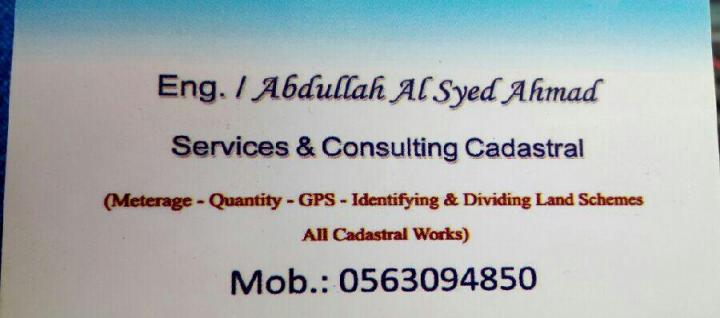 Eng. / Abdullah Al Syed Ahmad
Services & Consulting Cadastral
(Meterage - Quantity - GPS - Identifying & Dividing Land Schemes
All Cadastral Works)
Mob.: 0563094850